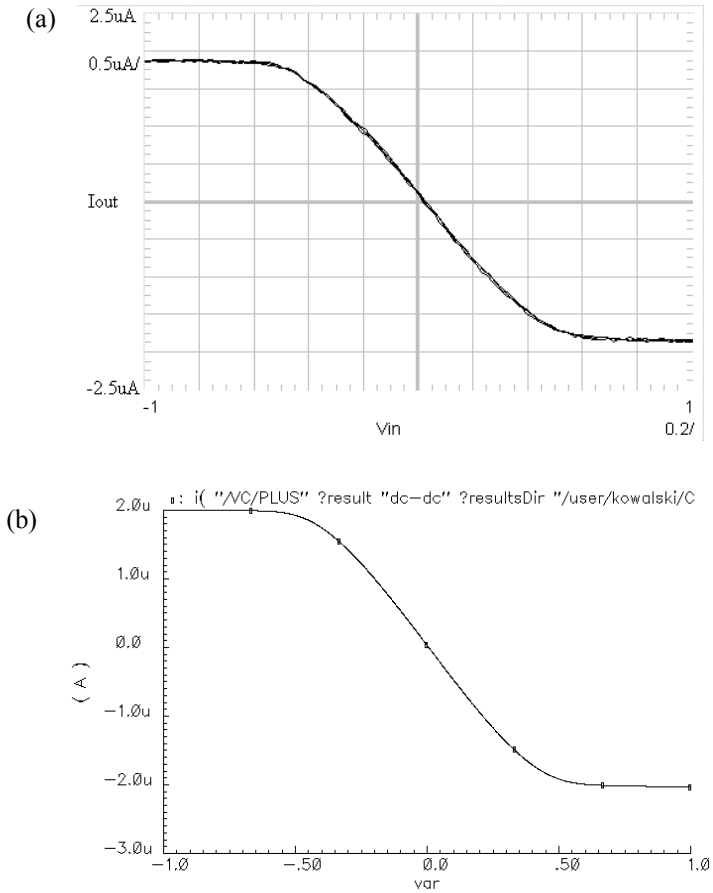 (a)
2.5uA
0.5uA/
Iout
-2.5uA
-1
1
Vin
0.2/
(b)
: i( "/VC/PLUS" ?result "dc-dc" ?resultsDir "/user/kowalski/C
2.0u
1.0u
0.0
-1.0u
-2.0u
-3.0u
( A )
-1.0
-.50
0.0
.50
1.0
var